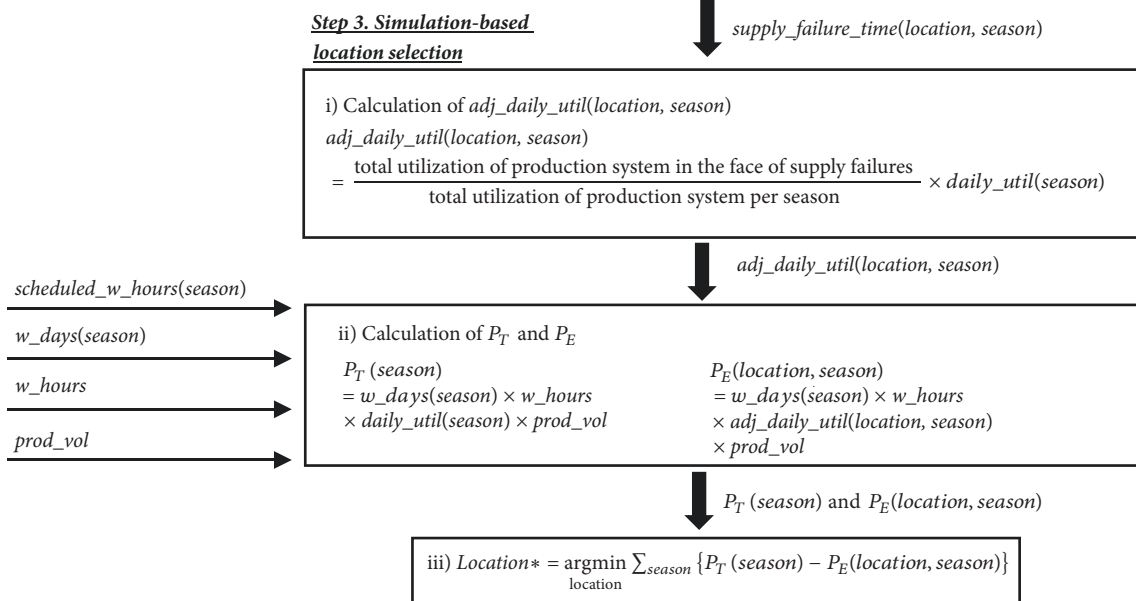 Step 3. Simulation-based
location selection
supply_failure_time(location, season)
i) Calculation of adj_daily_util(location, season)
adj_daily_util(location, season)
= total utilization of production system in the face of supply failures / total utilization of production system per season × daily_util(season)
adj_daily_util(location, season)
scheduled_w_hours(season)
w_days(season)
w_hours
prod_vol
ii) Calculation of P_T and P_E
P_T (season)
= w_days(season) × w_hours
× daily_util(season) × prod_vol
P_E(location, season)
= w_days(season) × w_hours
× adj_daily_util(location, season)
× prod_vol
P_T (season) and P_E(location, season)
iii) Location* = argmin ∑_season {P_T (season) − P_E(location, season)}
location